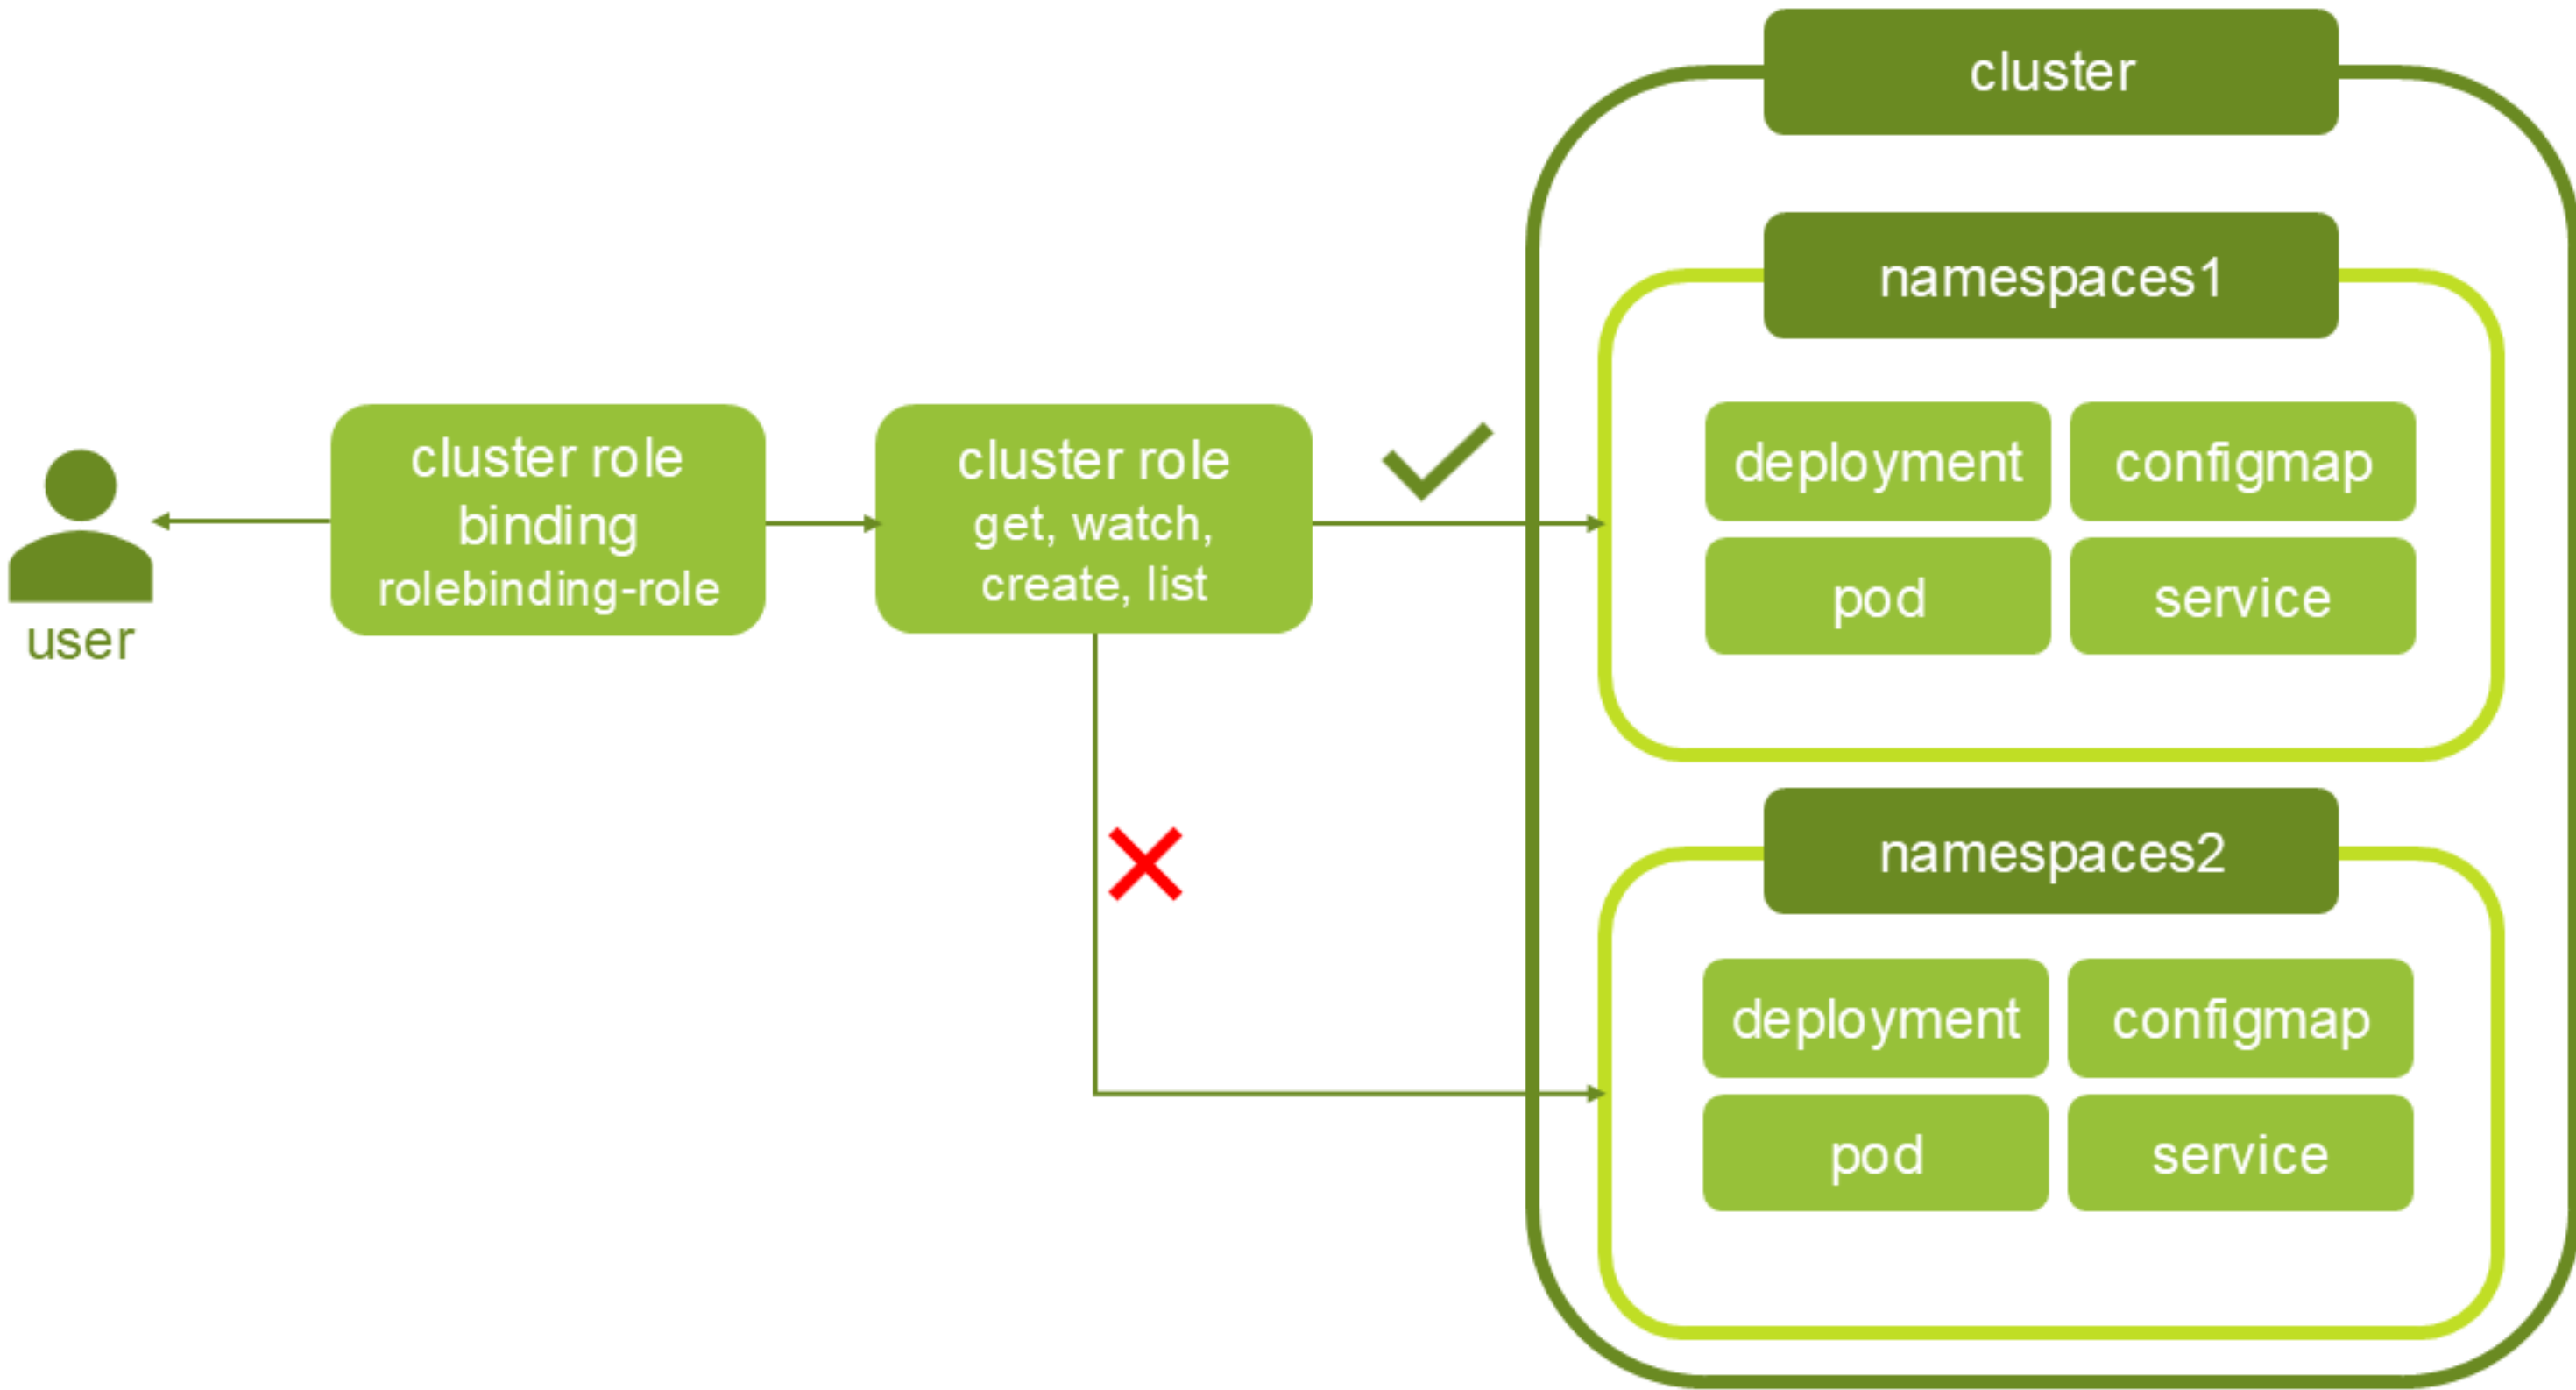 user
cluster role
binding
rolebinding-role
cluster role
get, watch,
create, list
cluster
namespaces1
deployment
configmap
pod
service
namespaces2
deployment
configmap
pod
service